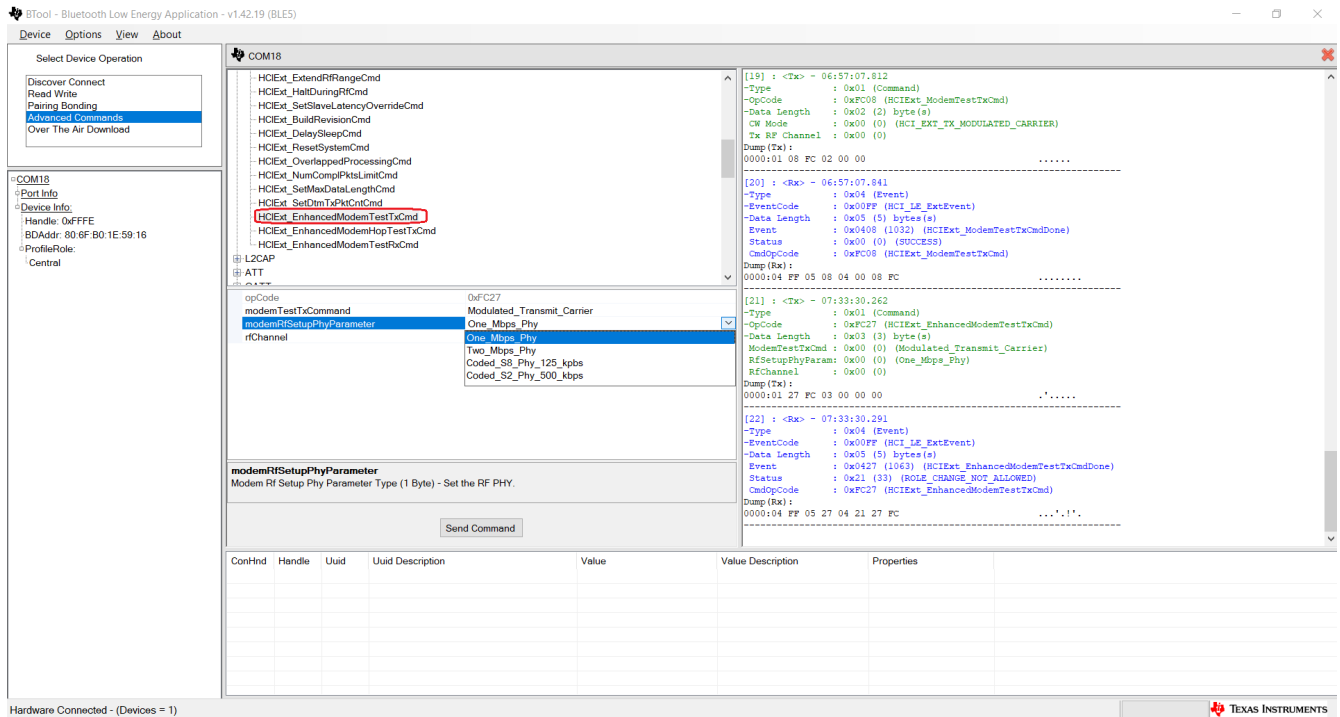 BTool - Bluetooth Low Energy Application - v1.42.19 (BLE5)
Device Options View About
Select Device Operation
Discover Connect
Read Write
Pairing Bonding
Advanced Commands
Over The Air Download
COM18
Port Info
Device Info:
Handle: 0xFFFE
BDAddr: 80:6F:B0:1E:59:16
ProfileRole:
Central
COM18
HCIExt_ExtendRfRangeCmd
HCIExt_HaltDuringRfCmd
HCIExt_SetSlaveLatencyOverrideCmd
HCIExt_BuildRevisionCmd
HCIExt_DelaySleepCmd
HCIExt_ResetSystemCmd
HCIExt_OverlappedProcessingCmd
HCIExt_NumComplPktsLimitCmd
HCIExt_SetMaxDataLengthCmd
HCIExt_SetDtmTxPktCntCmd
HCIExt_EnhancedModemTestTxCmd
HCIExt_EnhancedModemHopTestTxCmd
HCIExt_EnhancedModemTestRxCmd
L2CAP
ATT
opCode 0xFC27
modemTestTxCommand Modulated_Transmit_Carrier
modemRfSetupPhyParameter One_Mbps_Phy
rfChannel One_Mbps_Phy
Two_Mbps_Phy
Coded_S8_Phy_125_kpbs
Coded_S2_Phy_500_kbps
modemRfSetupPhyParameter
Modem Rf Setup Phy Parameter Type (1 Byte) - Set the RF PHY.
Send Command
[19] : <Tx> - 06:57:07.812
-Type : 0x01 (Command)
-OpCode : 0xFC08 (HCIExt_ModemTestTxCmd)
-Data Length : 0x02 (2) byte(s)
CW Mode : 0x00 (0) (HCI_EXT_TX_MODULATED_CARRIER)
Tx RF Channel : 0x00 (0)
Dump(Tx):
0000:01 08 FC 02 00 00 ......
[20] : <Rx> - 06:57:07.841
-Type : 0x04 (Event)
-EventCode : 0x00FF (HCI_LE_ExtEvent)
-Data Length : 0x05 (5) bytes(s)
Event : 0x0408 (1032) (HCIExt_ModemTestTxCmdDone)
Status : 0x00 (0) (SUCCESS)
CmdOpCode : 0xFC08 (HCIExt_ModemTestTxCmd)
Dump(Rx):
0000:04 FF 05 08 04 00 08 FC ........
[21] : <Tx> - 07:33:30.262
-Type : 0x01 (Command)
-OpCode : 0xFC27 (HCIExt_EnhancedModemTestTxCmd)
-Data Length : 0x03 (3) byte(s)
ModemTestTxCmd : 0x00 (0) (Modulated_Transmit_Carrier)
RfSetupPhyParam: 0x00 (0) (One_Mbps_Phy)
RfChannel : 0x00 (0)
Dump(Tx):
0000:01 27 FC 03 00 00 00 .'.....
[22] : <Rx> - 07:33:30.291
-Type : 0x04 (Event)
-EventCode : 0x00FF (HCI_LE_ExtEvent)
-Data Length : 0x05 (5) bytes(s)
Event : 0x0427 (1063) (HCIExt_EnhancedModemTestTxCmdDone)
Status : 0x21 (33) (ROLE_CHANGE_NOT_ALLOWED)
CmdOpCode : 0xFC27 (HCIExt_EnhancedModemTestTxCmd)
Dump(Rx):
0000:04 FF 05 27 04 21 27 FC ...'.!'.
ConHnd Handle Uuid Uuid Description Value Value Description Properties
Hardware Connected - (Devices = 1)
TEXAS INSTRUMENTS